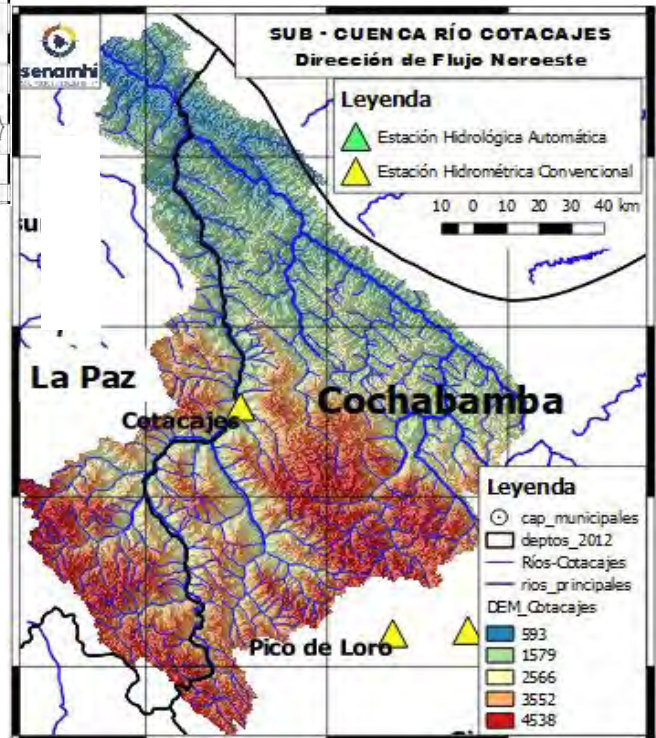 senamhi
SUB - CUENCA RÍO COTACAJES
Dirección de Flujo Noroeste
Leyenda
Estación Hidrológica Automática
Estación Hidrométrica Convencional
10 0 10 20 30 40 km
La Paz
Cochabamba
Cotacajes
Pico de Loro
Leyenda
cap_municipales
deptos_2012
Ríos-Cotacajes
rios_principales
DEM_Cotacajes
593
1579
2566
3552
4538